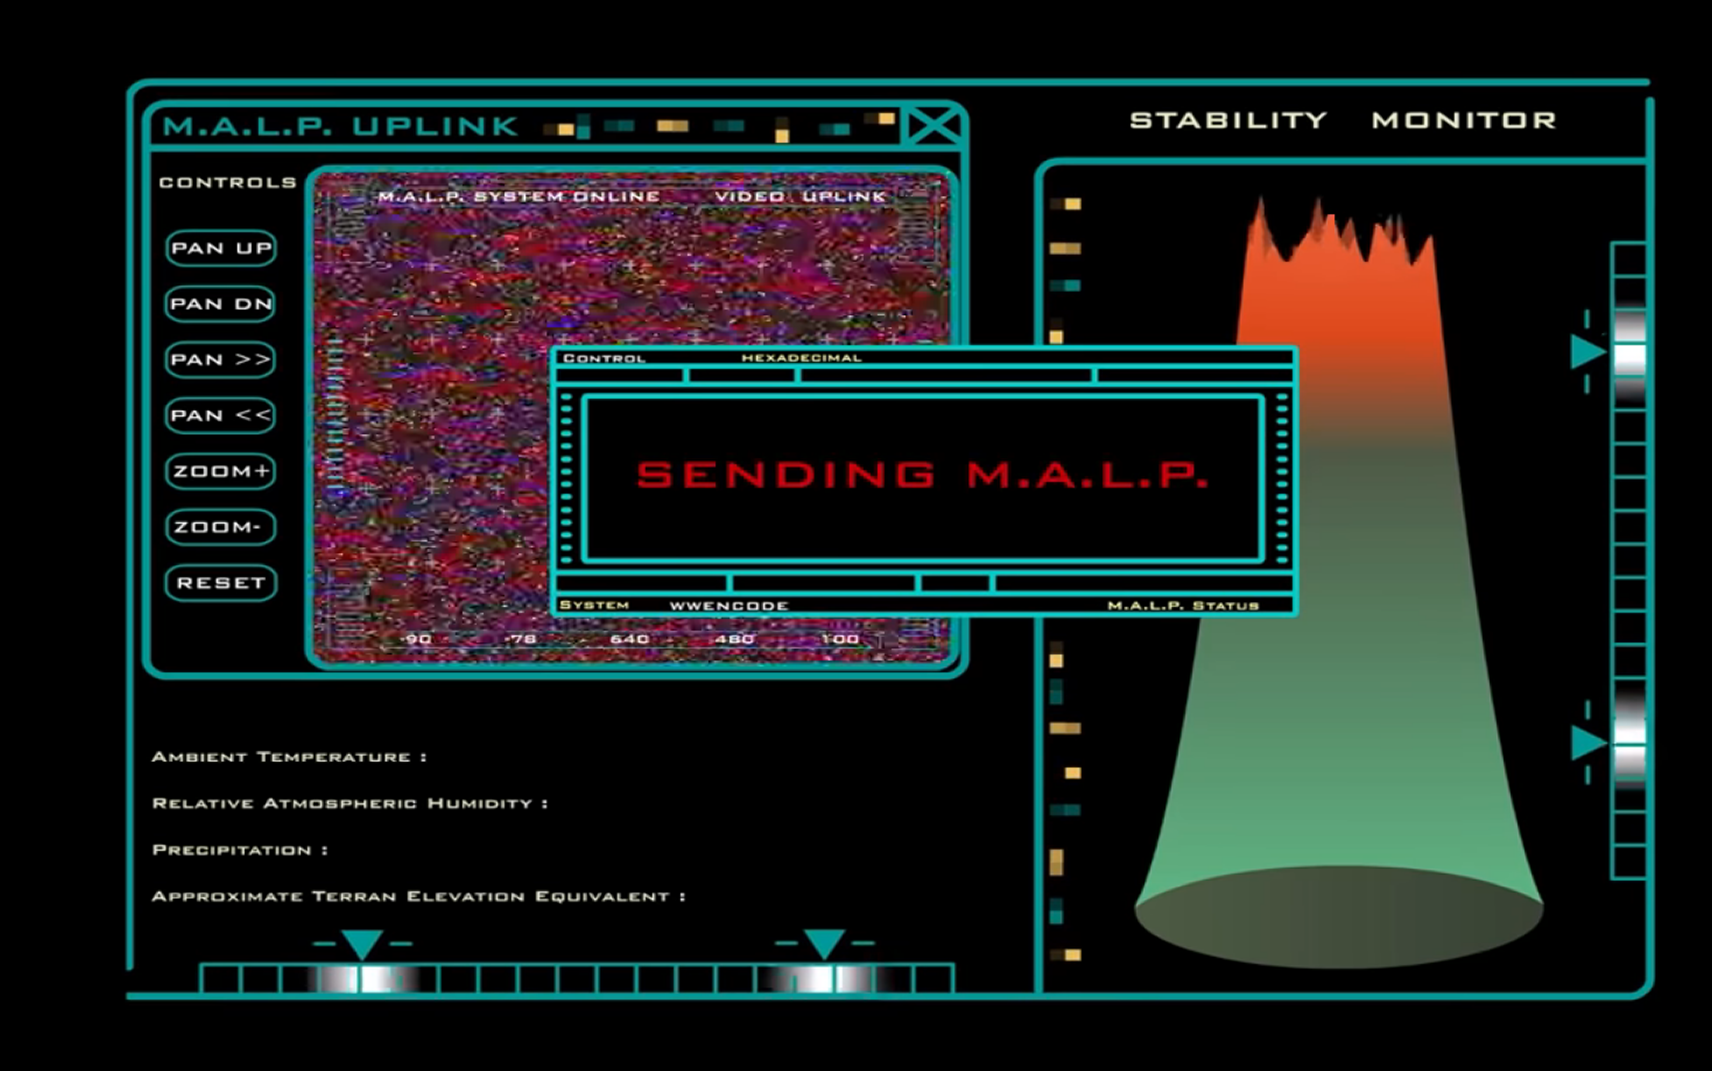 M.A.L.P. UPLINK
STABILITY MONITOR
CONTROLS
M.A.L.P. SYSTEM ONLINE VIDEO UPLINK
PAN UP
PAN DN
PAN >>
PAN <<
ZOOM+
ZOOM-
RESET
CONTROL HEXADECIMAL
SENDING M.A.L.P.
SYSTEM WWENCODE M.A.L.P. STATUS
-90 -78 640 480 100
AMBIENT TEMPERATURE :
RELATIVE ATMOSPHERIC HUMIDITY :
PRECIPITATION :
APPROXIMATE TERRAN ELEVATION EQUIVALENT :